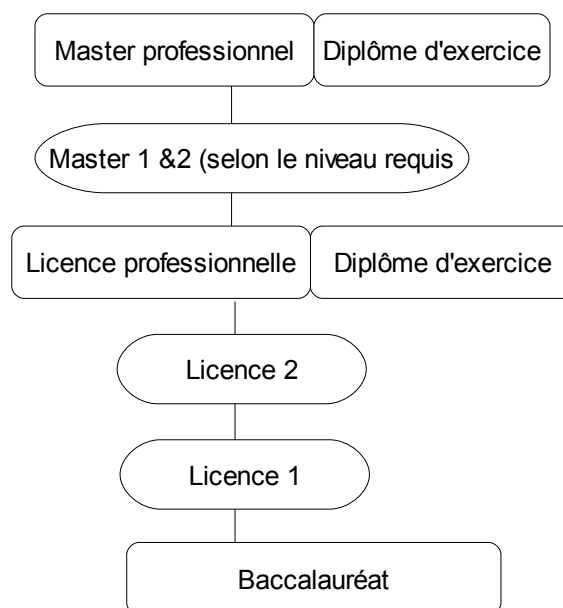 Master professionnel Diplôme d'exercice
Master 1 &2 (selon le niveau requis
Licence professionnelle Diplôme d'exercice
Licence 2
Licence 1
Baccalauréat